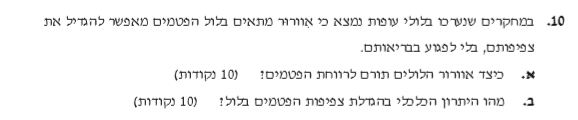 10. במחקרים שנערכו בלולי עופות נמצא כי אִוורור מתאים בלול הפטמים מאפשר להגדיל את
צפיפותם, בלי לפגוע בבריאותם.
א. כיצד אוורור הלולים תורם לרווחת הפטמים? (10 נקודות)
ב. מהו היתרון הכלכלי בהגדלת צפיפות הפטמים בלול? (10 נקודות)